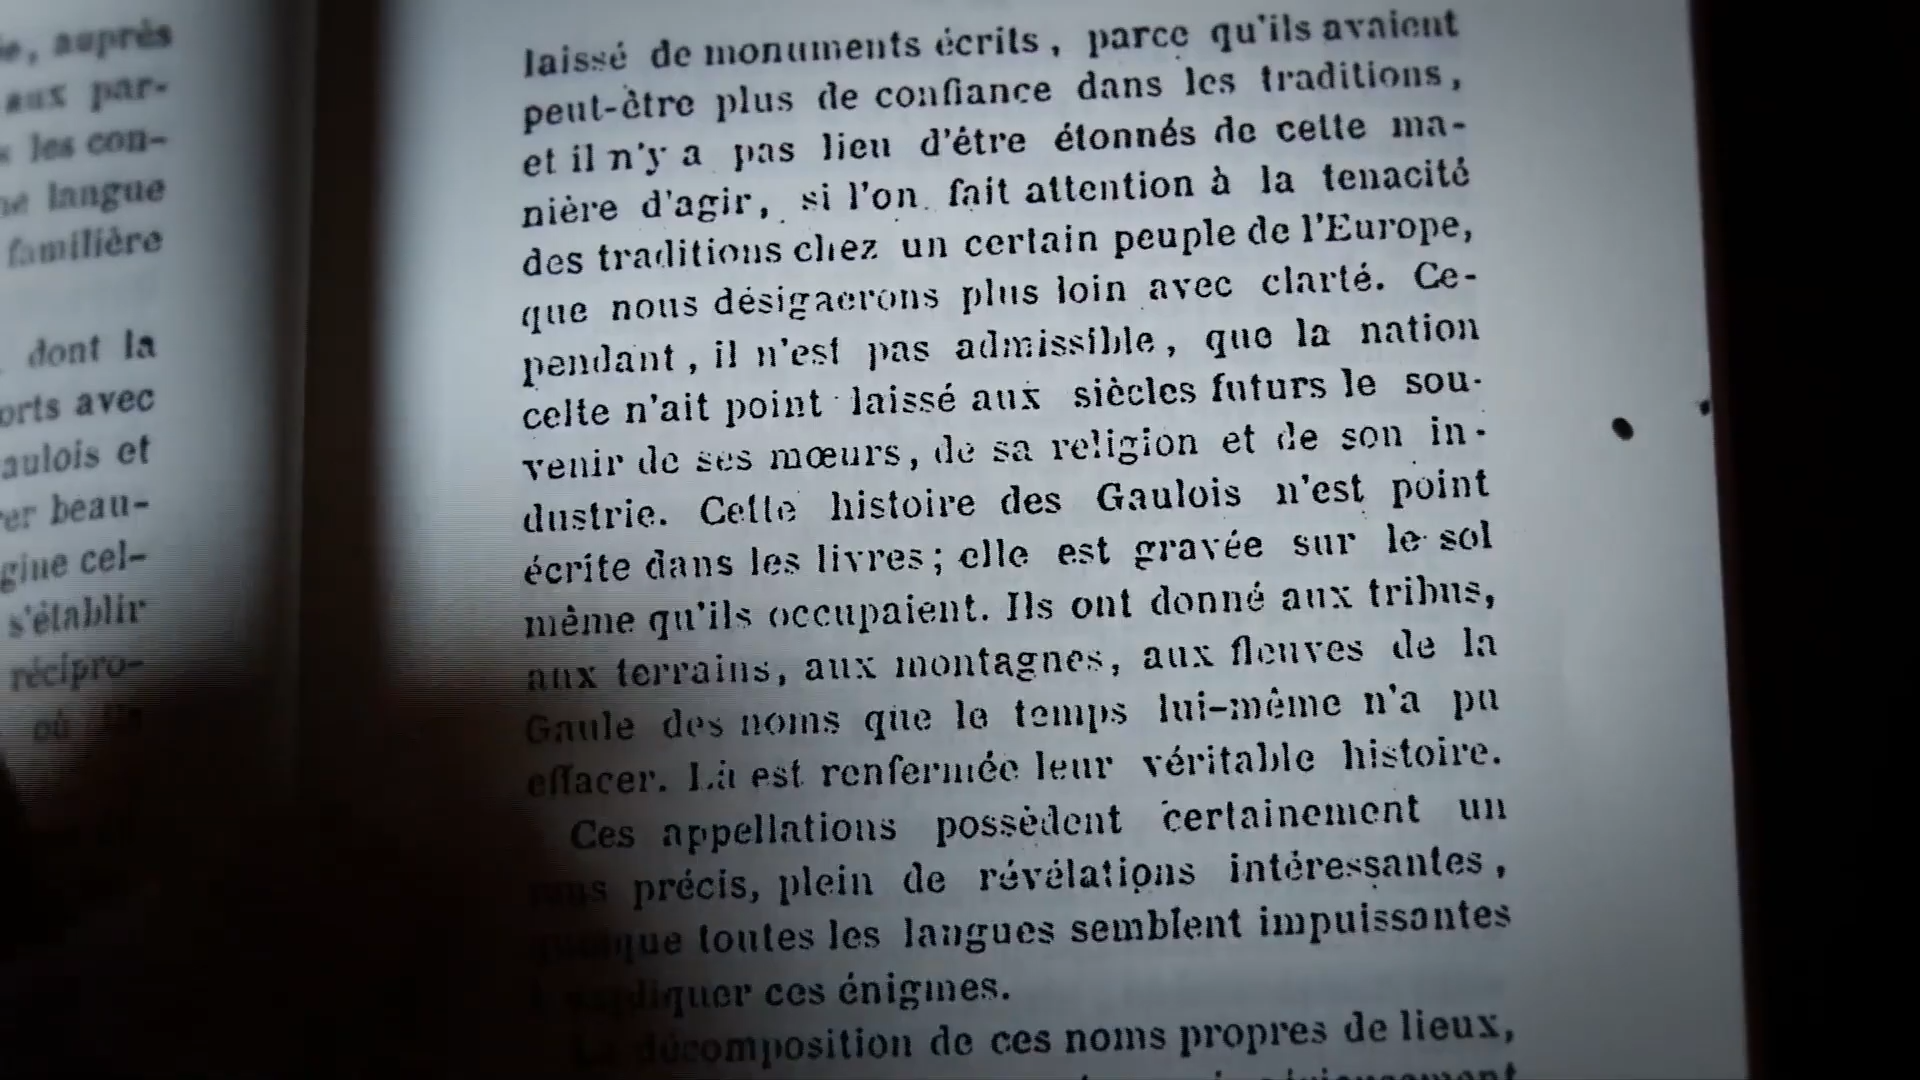 e, auprès
aux par-
les con-
langue
familière
dont la
orts avec
aulois et
er beau-
gine cel-
s'établir
récipro-
où
laissé de monuments écrits, parce qu'ils avaient
peut-être plus de confiance dans les traditions,
et il n'y a pas lieu d'être étonnés de cette ma-
nière d'agir, si l'on fait attention à la tenacité
des traditions chez un certain peuple de l'Europe,
que nous désignerons plus loin avec clarté. Ce-
pendant, il n'est pas admissible, que la nation
celte n'ait point laissé aux siècles futurs le sou-
venir de ses mœurs, de sa religion et de son in-
dustrie. Cette histoire des Gaulois n'est point
écrite dans les livres; elle est gravée sur le sol
même qu'ils occupaient. Ils ont donné aux tribus,
aux terrains, aux montagnes, aux fleuves de la
Gaule des noms que le temps lui-même n'a pu
effacer. Là est renfermée leur véritable histoire.
Ces appellations possèdent certainement un
précis, plein de révélations intéressantes,
que toutes les langues semblent impuissantes
pliquer ces énigmes.
décomposition de ces noms propres de lieux,